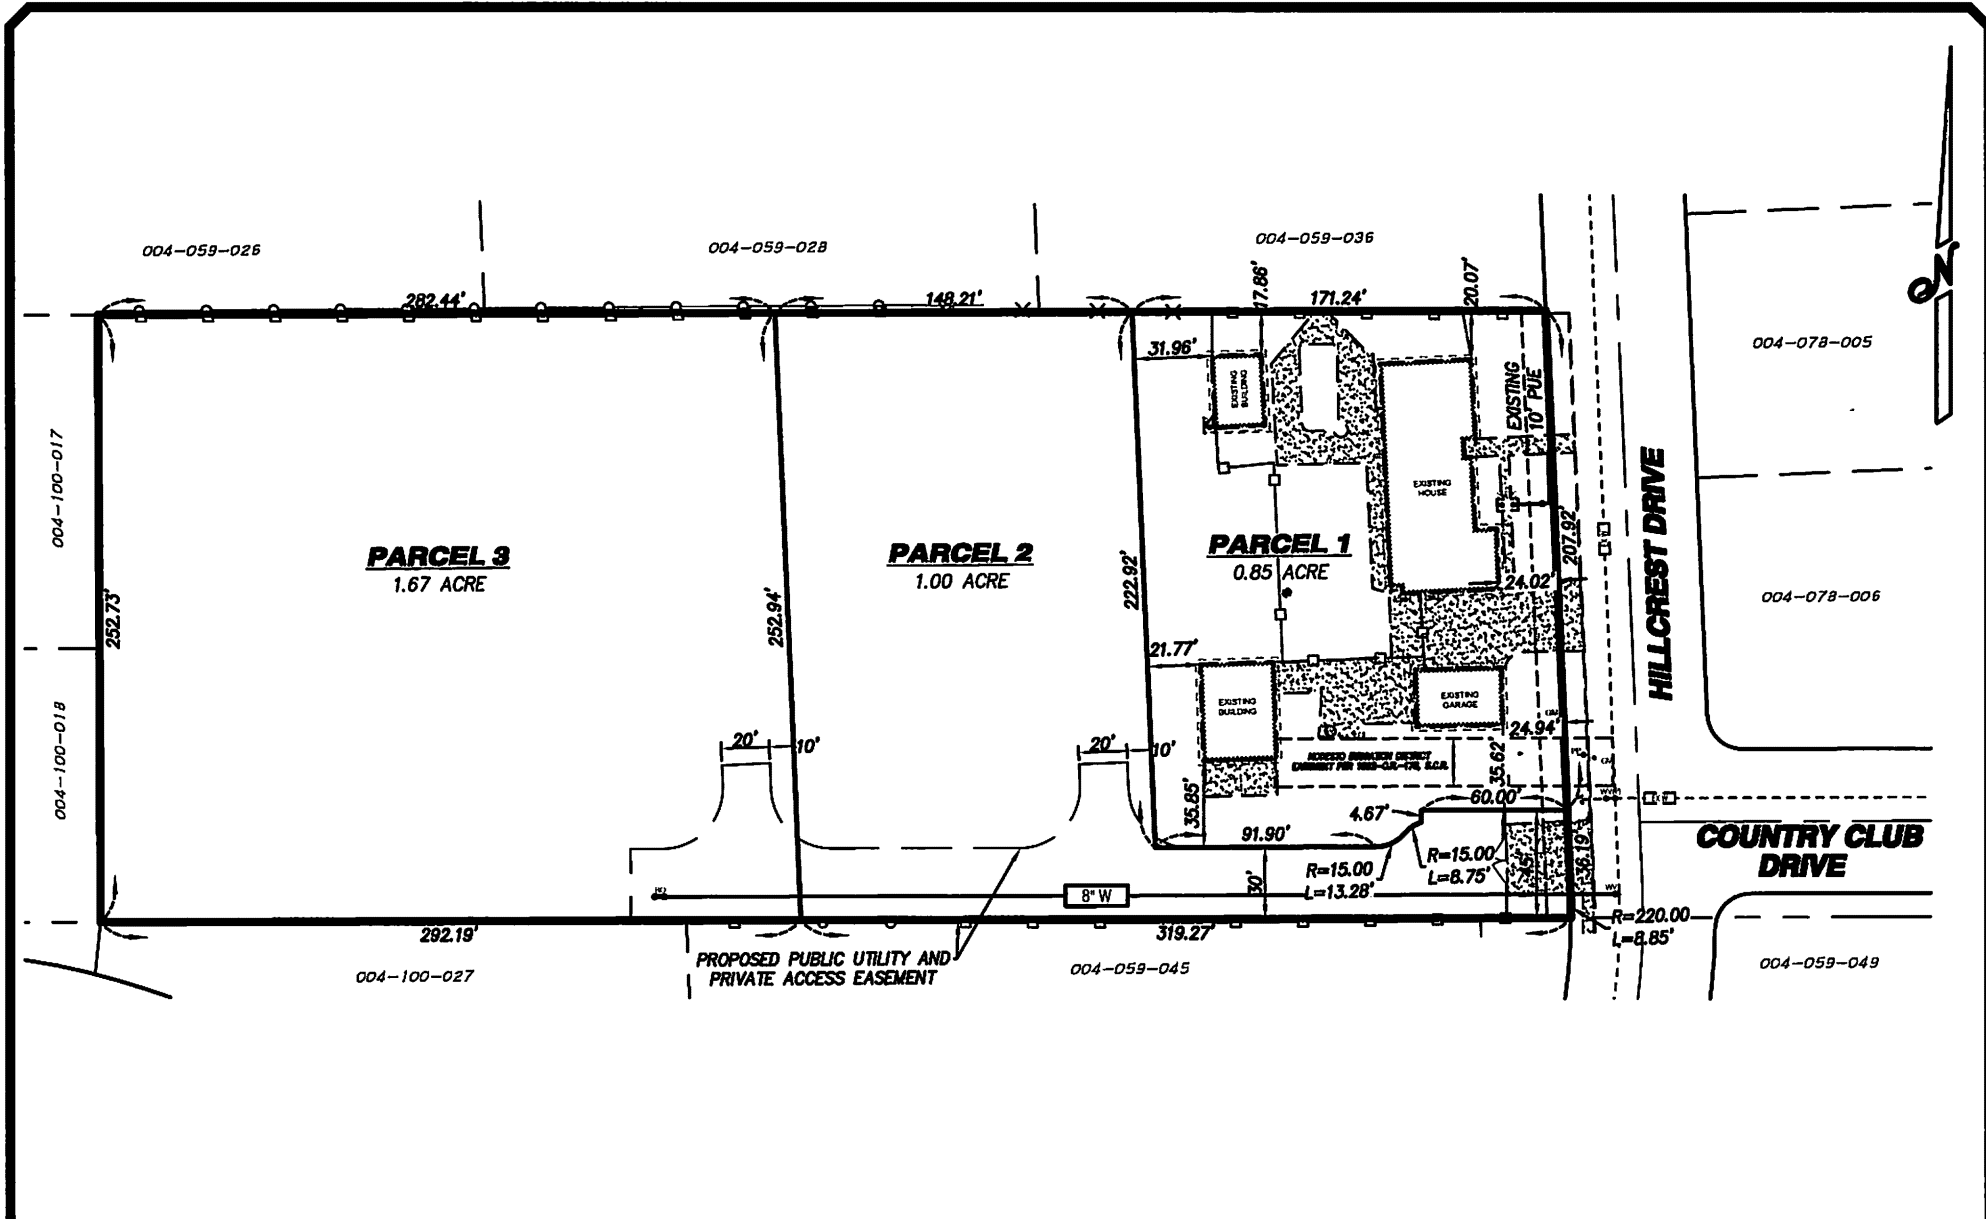 004-059-026
004-059-028
004-059-036
282.44'
148.21'
17.86'
171.24'
20.07'
004-078-005
31.96'
EXISTING
BUILDING
EXISTING
10' PUE
004-100-017
EXISTING
HOUSE
HILLCREST DRIVE
PARCEL 3
1.67 ACRE
PARCEL 2
1.00 ACRE
PARCEL 1
0.85 ACRE
207.92'
222.92'
24.02'
004-078-006
252.73'
252.94'
21.77'
EXISTING
BUILDING
EXISTING
GARAGE
004-100-018
24.94'
20'
10'
20'
10'
35.62
35.85'
60.00'
4.67'
91.90'
COUNTRY CLUB
DRIVE
R=15.00
L=8.75'
R=15.00
L=13.28'
36.19'
45'
30'
8" W
R=220.00
L=8.85'
292.19'
319.27'
PROPOSED PUBLIC UTILITY AND
PRIVATE ACCESS EASEMENT
004-100-027
004-059-045
004-059-049
N